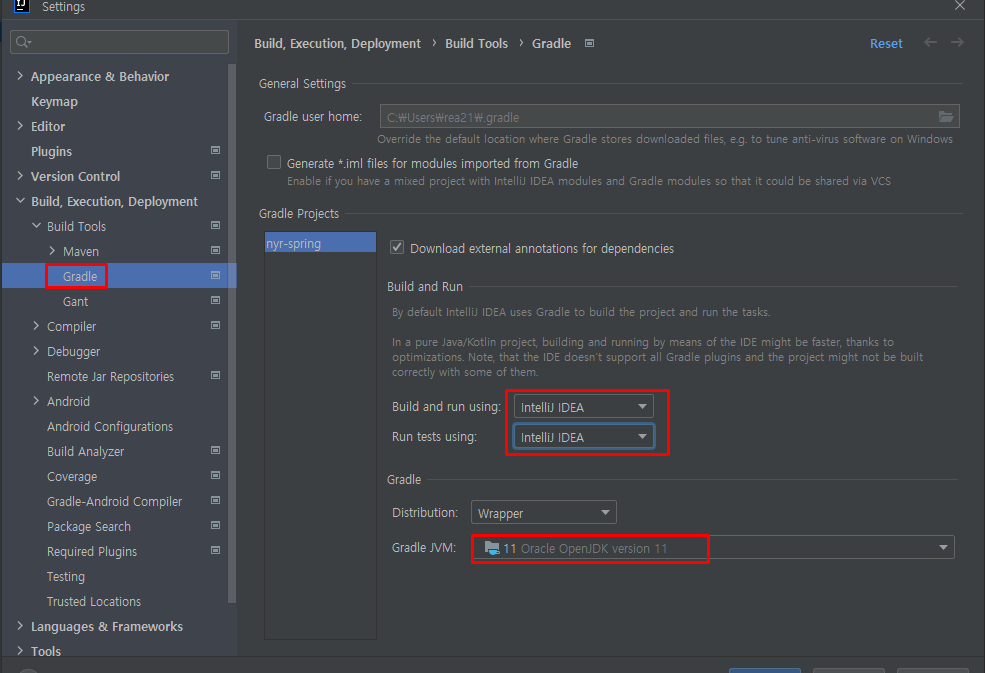 Settings
Build, Execution, Deployment › Build Tools › Gradle
Reset
Appearance & Behavior
Keymap
Editor
Plugins
Version Control
Build, Execution, Deployment
Build Tools
Maven
Gradle
Gant
Compiler
Debugger
Remote Jar Repositories
Android
Android Configurations
Build Analyzer
Coverage
Gradle-Android Compiler
Package Search
Required Plugins
Testing
Trusted Locations
Languages & Frameworks
Tools
General Settings
Gradle user home: C:₩Users₩rea21₩.gradle
Override the default location where Gradle stores downloaded files, e.g. to tune anti-virus software on Windows
Generate *.iml files for modules imported from Gradle
Enable if you have a mixed project with IntelliJ IDEA modules and Gradle modules so that it could be shared via VCS
Gradle Projects
nyr-spring
Download external annotations for dependencies
Build and Run
By default IntelliJ IDEA uses Gradle to build the project and run the tasks.
In a pure Java/Kotlin project, building and running by means of the IDE might be faster, thanks to
optimizations. Note, that the IDE doesn't support all Gradle plugins and the project might not be built
correctly with some of them.
Build and run using: IntelliJ IDEA
Run tests using: IntelliJ IDEA
Gradle
Distribution: Wrapper
Gradle JVM: 11 Oracle OpenJDK version 11